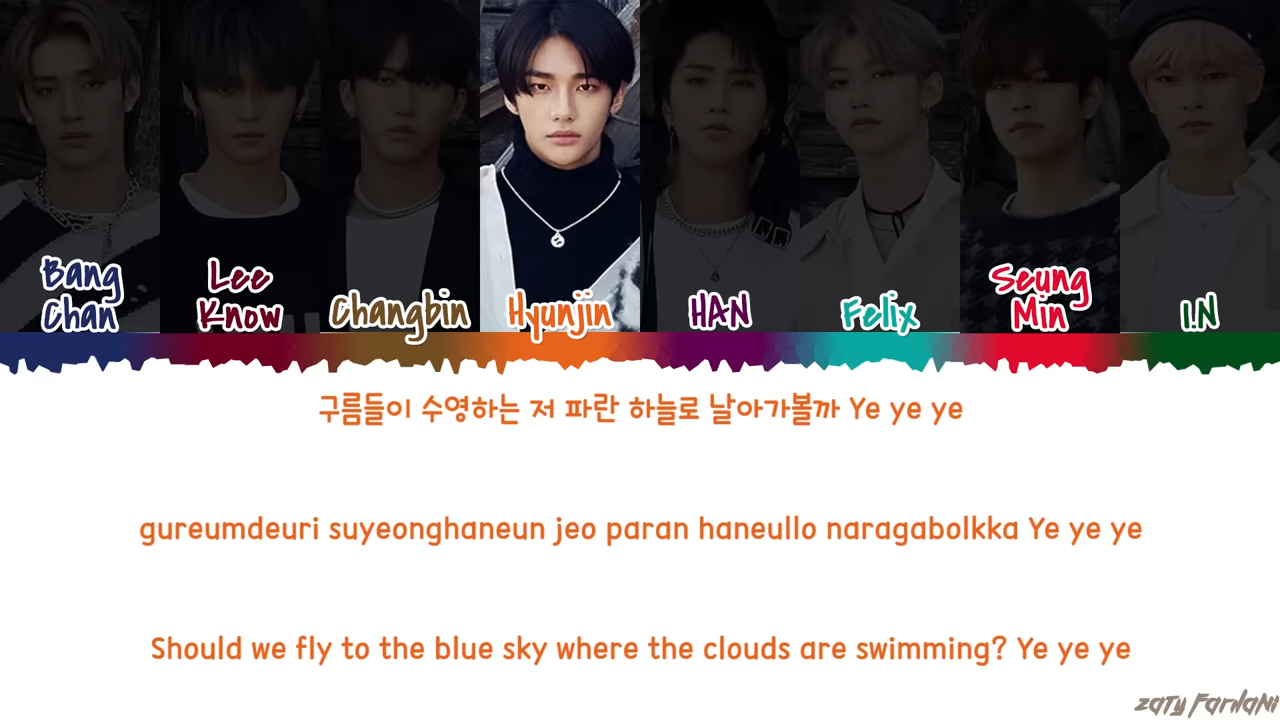 Bang Chan
Lee Know
Changbin
Hyunjin
HAN
Felix
Seung Min
I.N
구름들이 수영하는 저 파란 하늘로 날아가볼까 Ye ye ye
gureumdeuri suyeonghaneun jeo paran haneullo naragabolkka Ye ye ye
Should we fly to the blue sky where the clouds are swimming? Ye ye ye
zaty Farhani